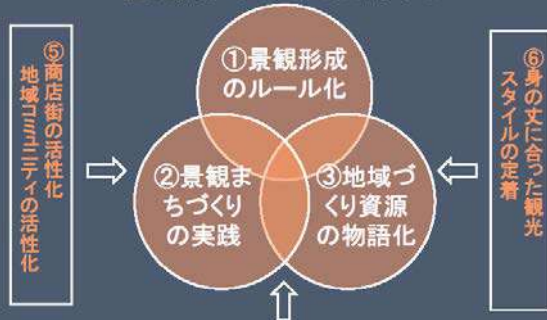 ①景観形成
のルール化
②景観ま
ちづくり
の実践
③地域づ
くり資源
の物語化
⑤商店街の活性化
地域コミュニティの活性化
⑥身の丈に合った観光
スタイルの定着